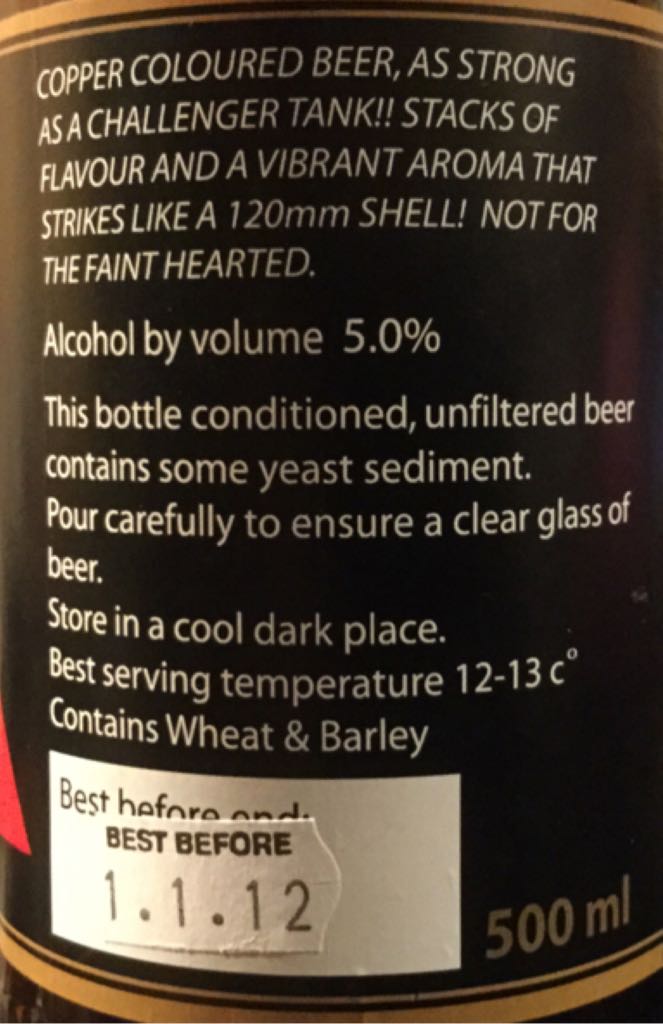 COPPER COLOURED BEER, AS STRONG
AS A CHALLENGER TANK!! STACKS OF
FLAVOUR AND A VIBRANT AROMA THAT
STRIKES LIKE A 120mm SHELL! NOT FOR
THE FAINT HEARTED.
Alcohol by volume 5.0%
This bottle conditioned, unfiltered beer
contains some yeast sediment.
Pour carefully to ensure a clear glass of
beer.
Store in a cool dark place.
Best serving temperature 12-13 c°
Contains Wheat & Barley
Best before end:
BEST BEFORE
1.1.12
500 ml